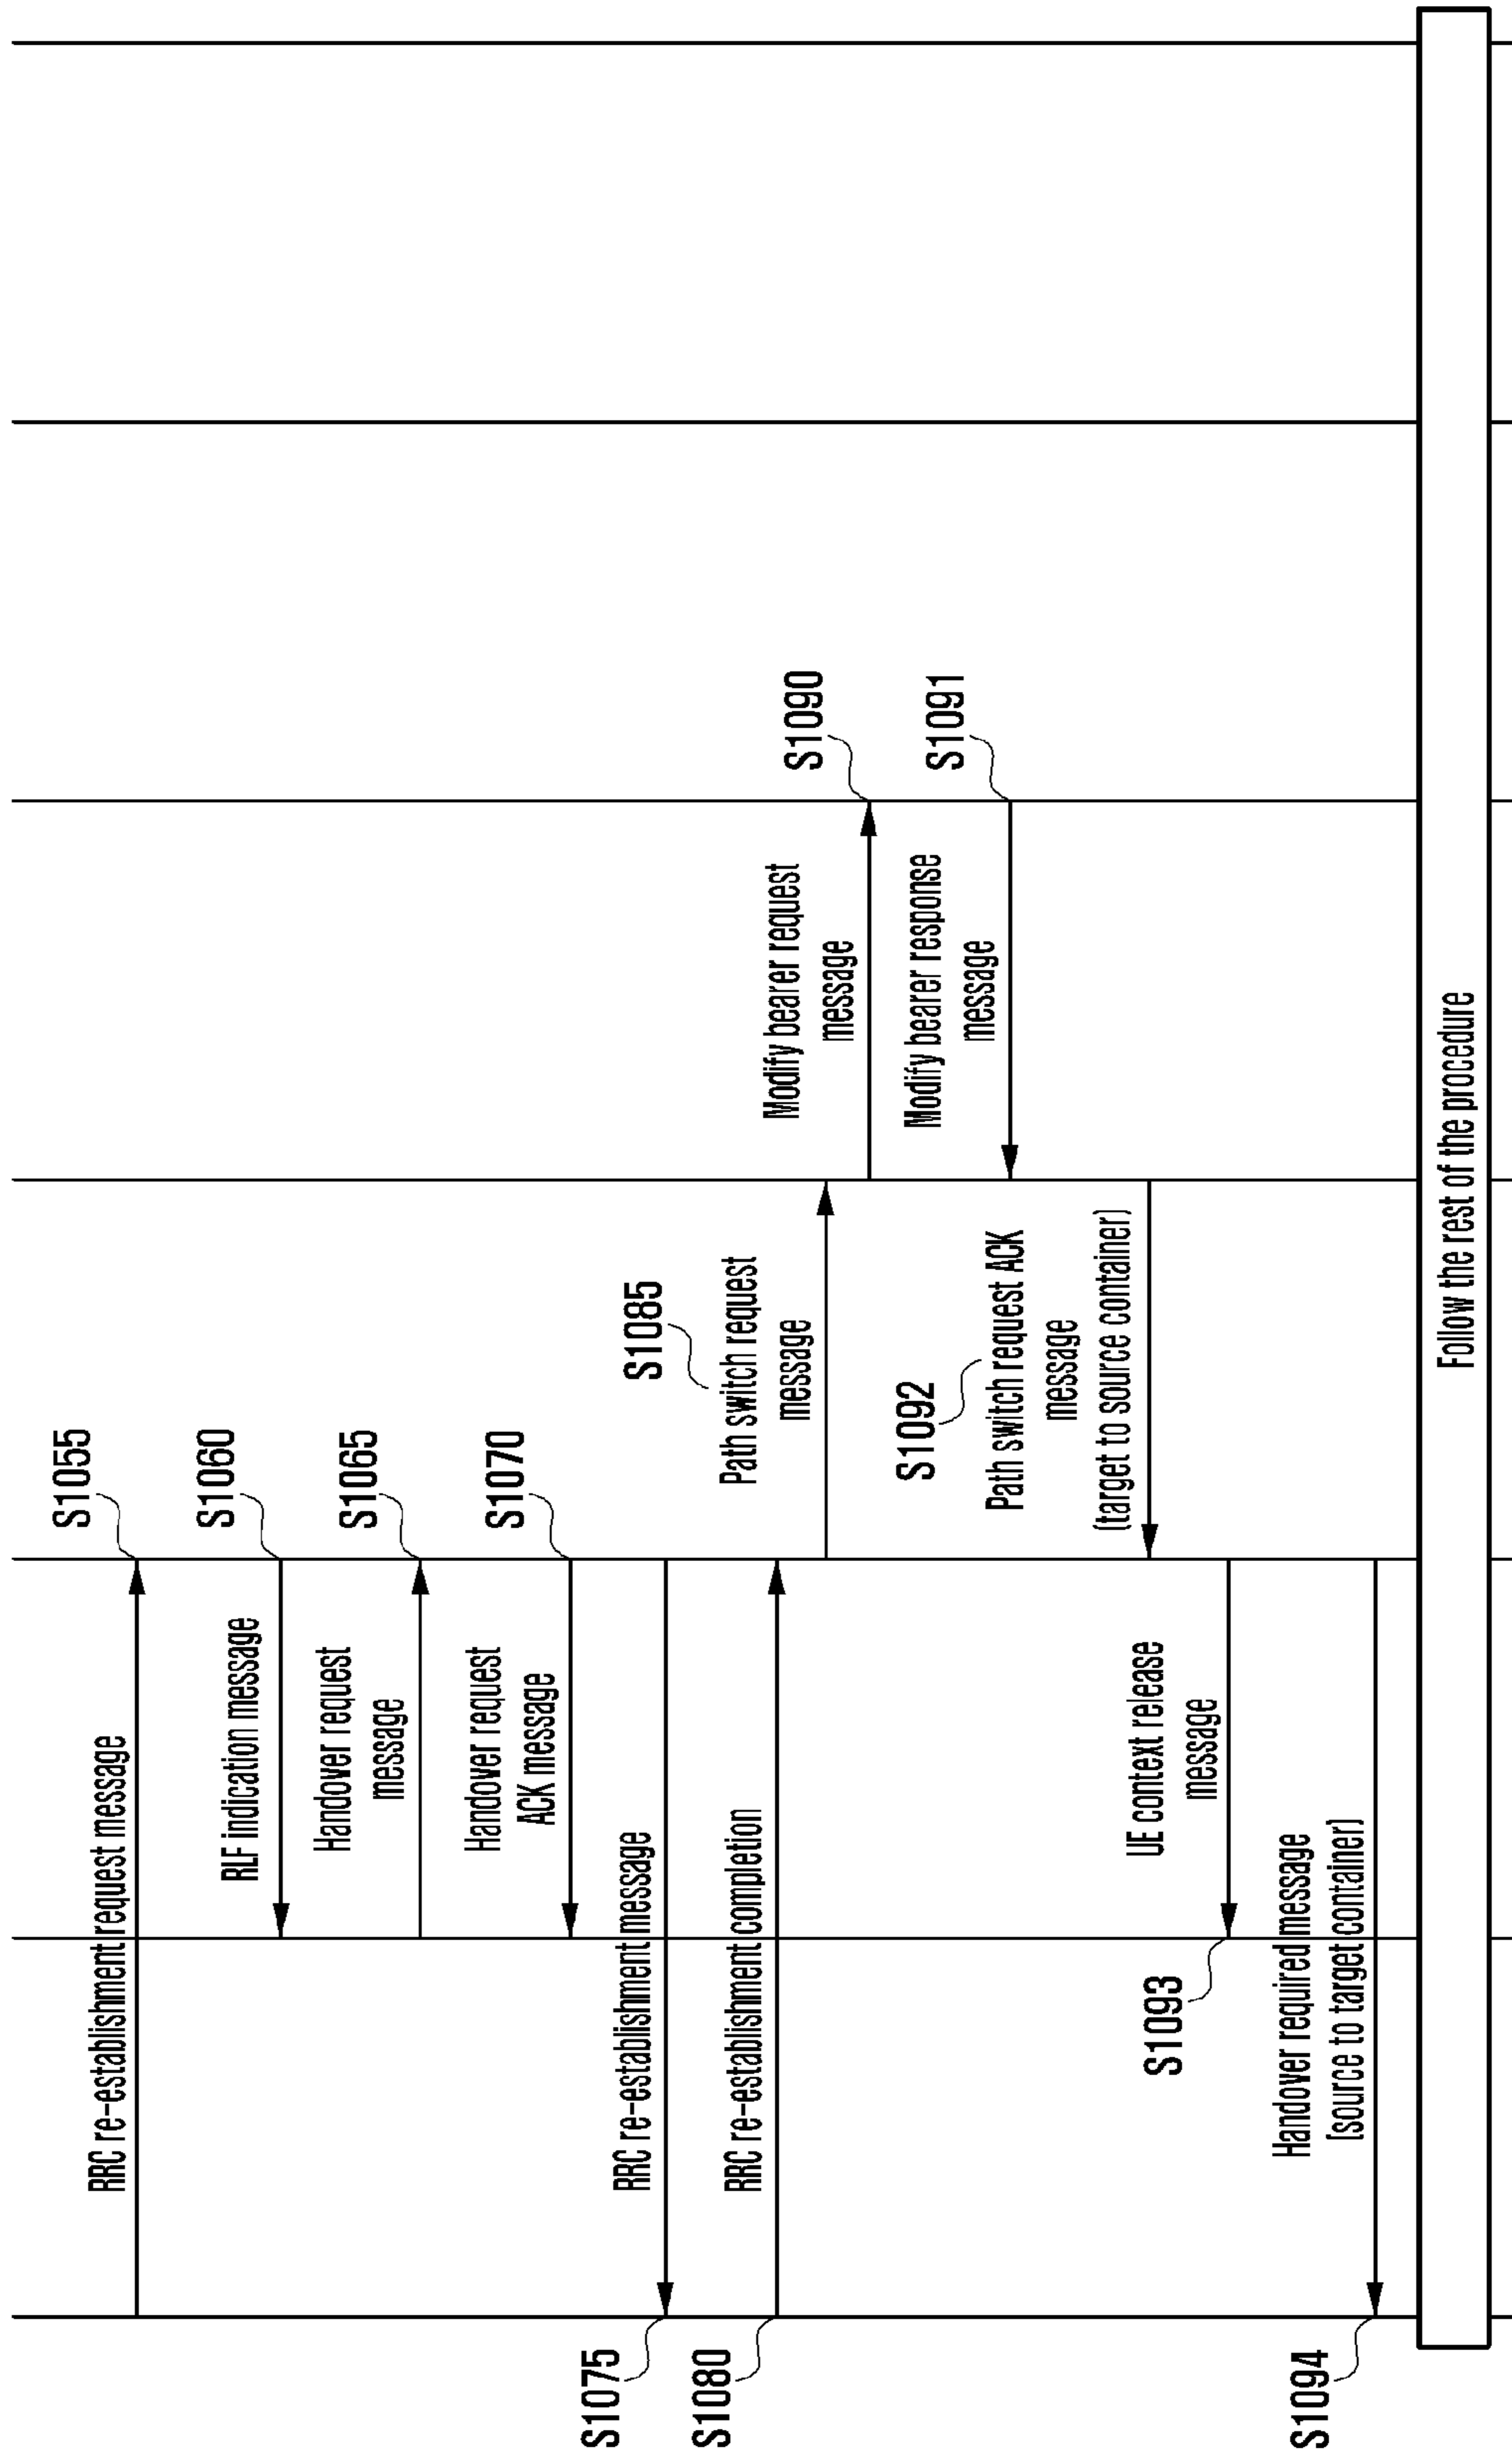 S1055
RRC re-establishment request message
S1060
RLF indication message
S1065
Handover request
message
S1070
Handover request
ACK message
S1075
RRC re-establishment message
S1080
RRC re-establishment completion
S1085
Path switch request
message
S1090
Modify bearer request
message
S1091
Modify bearer response
message
S1092
Path switch request ACK
message
(target to source container)
S1093
UE context release
message
S1094
Handover required message
(source to target container)
Follow the rest of the procedure